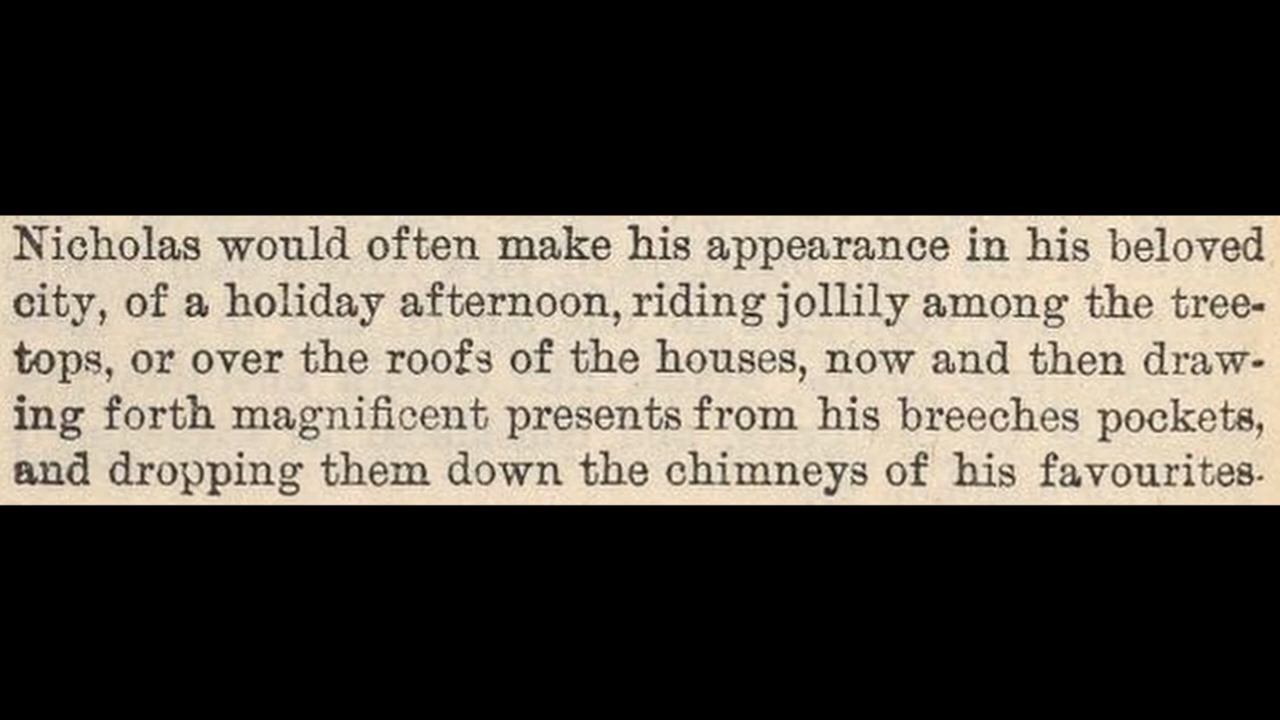 Nicholas would often make his appearance in his beloved
city, of a holiday afternoon, riding jollily among the tree-
tops, or over the roofs of the houses, now and then draw-
ing forth magnificent presents from his breeches pockets,
and dropping them down the chimneys of his favourites.